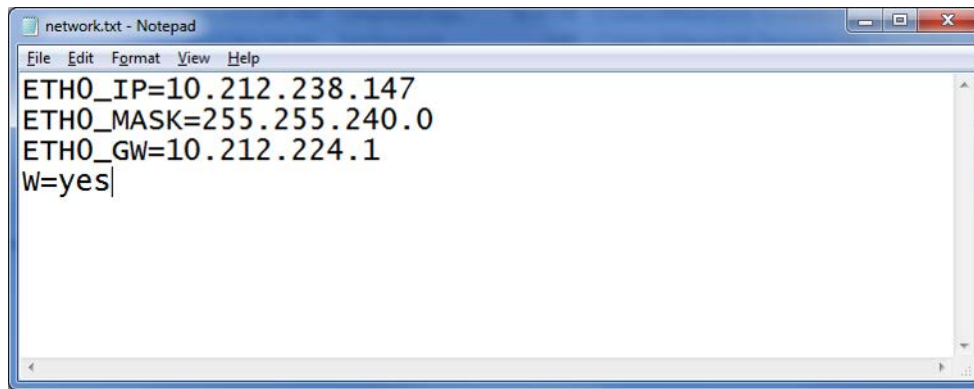 network.txt - Notepad
File Edit Format View Help
ETH0_IP=10.212.238.147
ETH0_MASK=255.255.240.0
ETH0_GW=10.212.224.1
W=yes